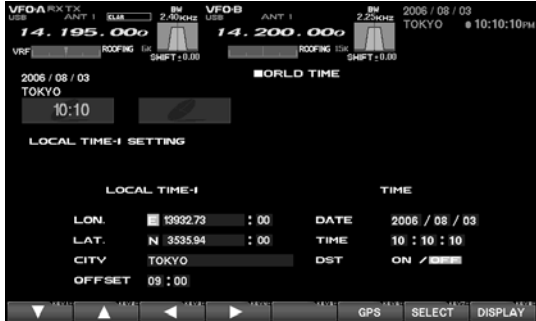 VFO-A RX TX BW VFO-B BW 2006 / 08 / 03
USB ANT 1 CLAR 2.40KHZ USB ANT 1 2.25KHZ TOKYO 10:10:10PM
14. 195. 00o 14. 200. 00o
VRF ROOFING 6K ROOFING 15K
SHIFT±0.00 SHIFT±0.00
2006 / 08 / 03 ORLD TIME
TOKYO
10:10
LOCAL TIME-1 SETTING
LOCAL TIME-1 TIME
LON. E 13932.73 : 00 DATE 2006 / 08 / 03
LAT. N 3535.94 : 00 TIME 10 : 10 : 10
CITY TOKYO DST ON / OFF
OFFSET 09 : 00
GPS SELECT DISPLAY